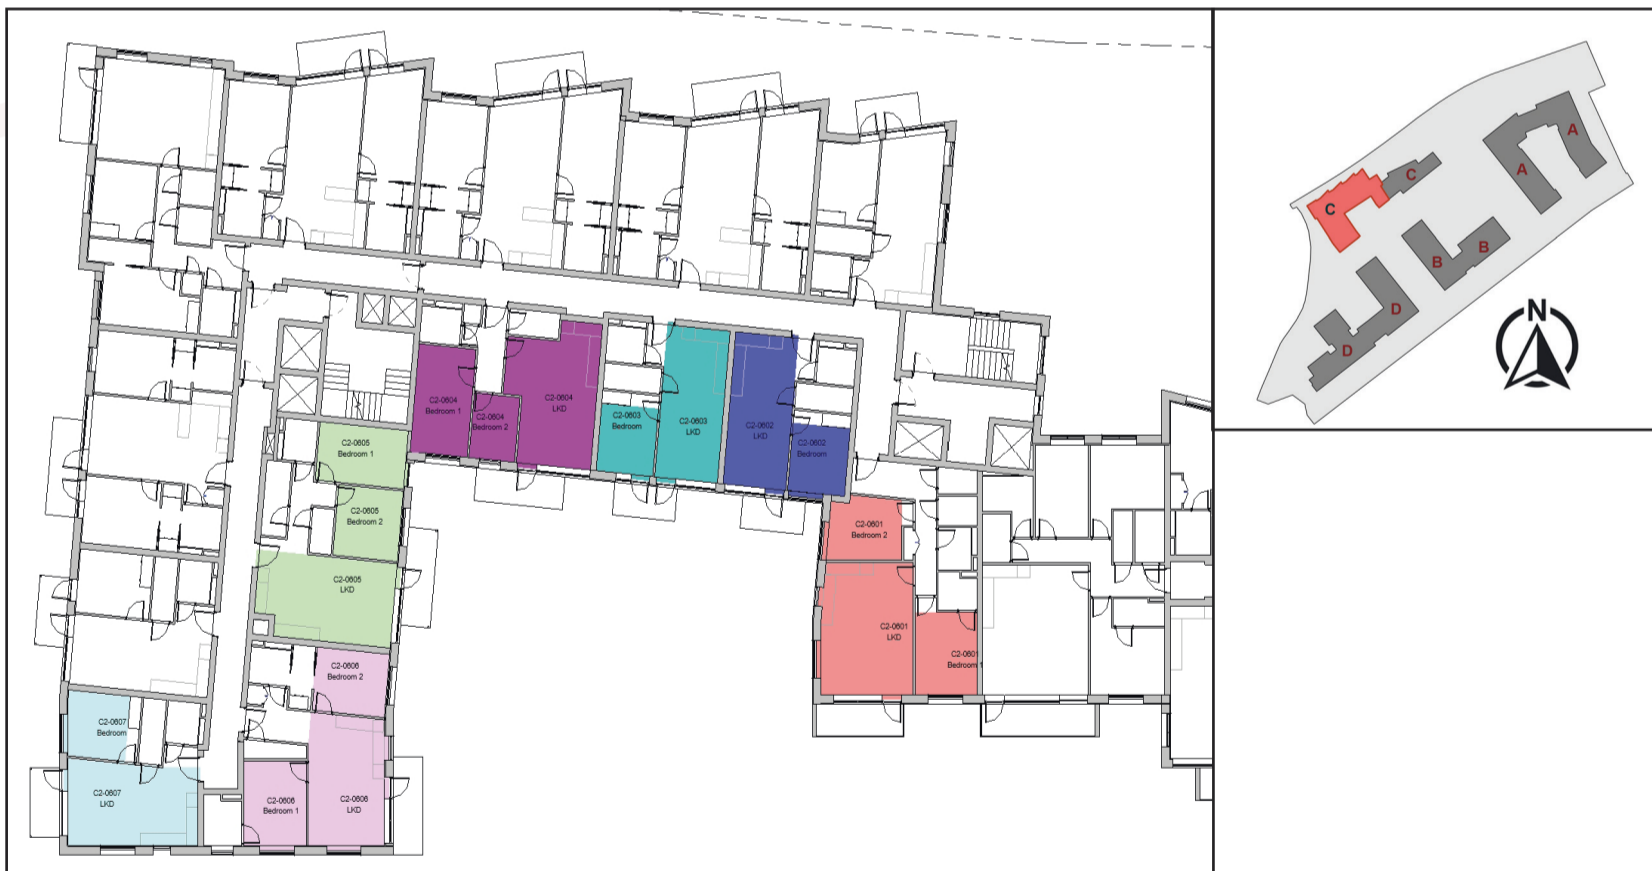 C2-0604
Bedroom 1
C2-0604
Bedroom 2
C2-0604
LKD
C2-0603
Bedroom
C2-0603
LKD
C2-0602
LKD
C2-0602
Bedroom
C2-0605
Bedroom 1
C2-0605
Bedroom 2
C2-0605
LKD
C2-0601
Bedroom 2
C2-0601
LKD
C2-0601
Bedroom 1
C2-0606
Bedroom 2
C2-0606
Bedroom 1
C2-0606
LKD
C2-0607
Bedroom
C2-0607
LKD
A
A
C
C
B
B
D
D
N